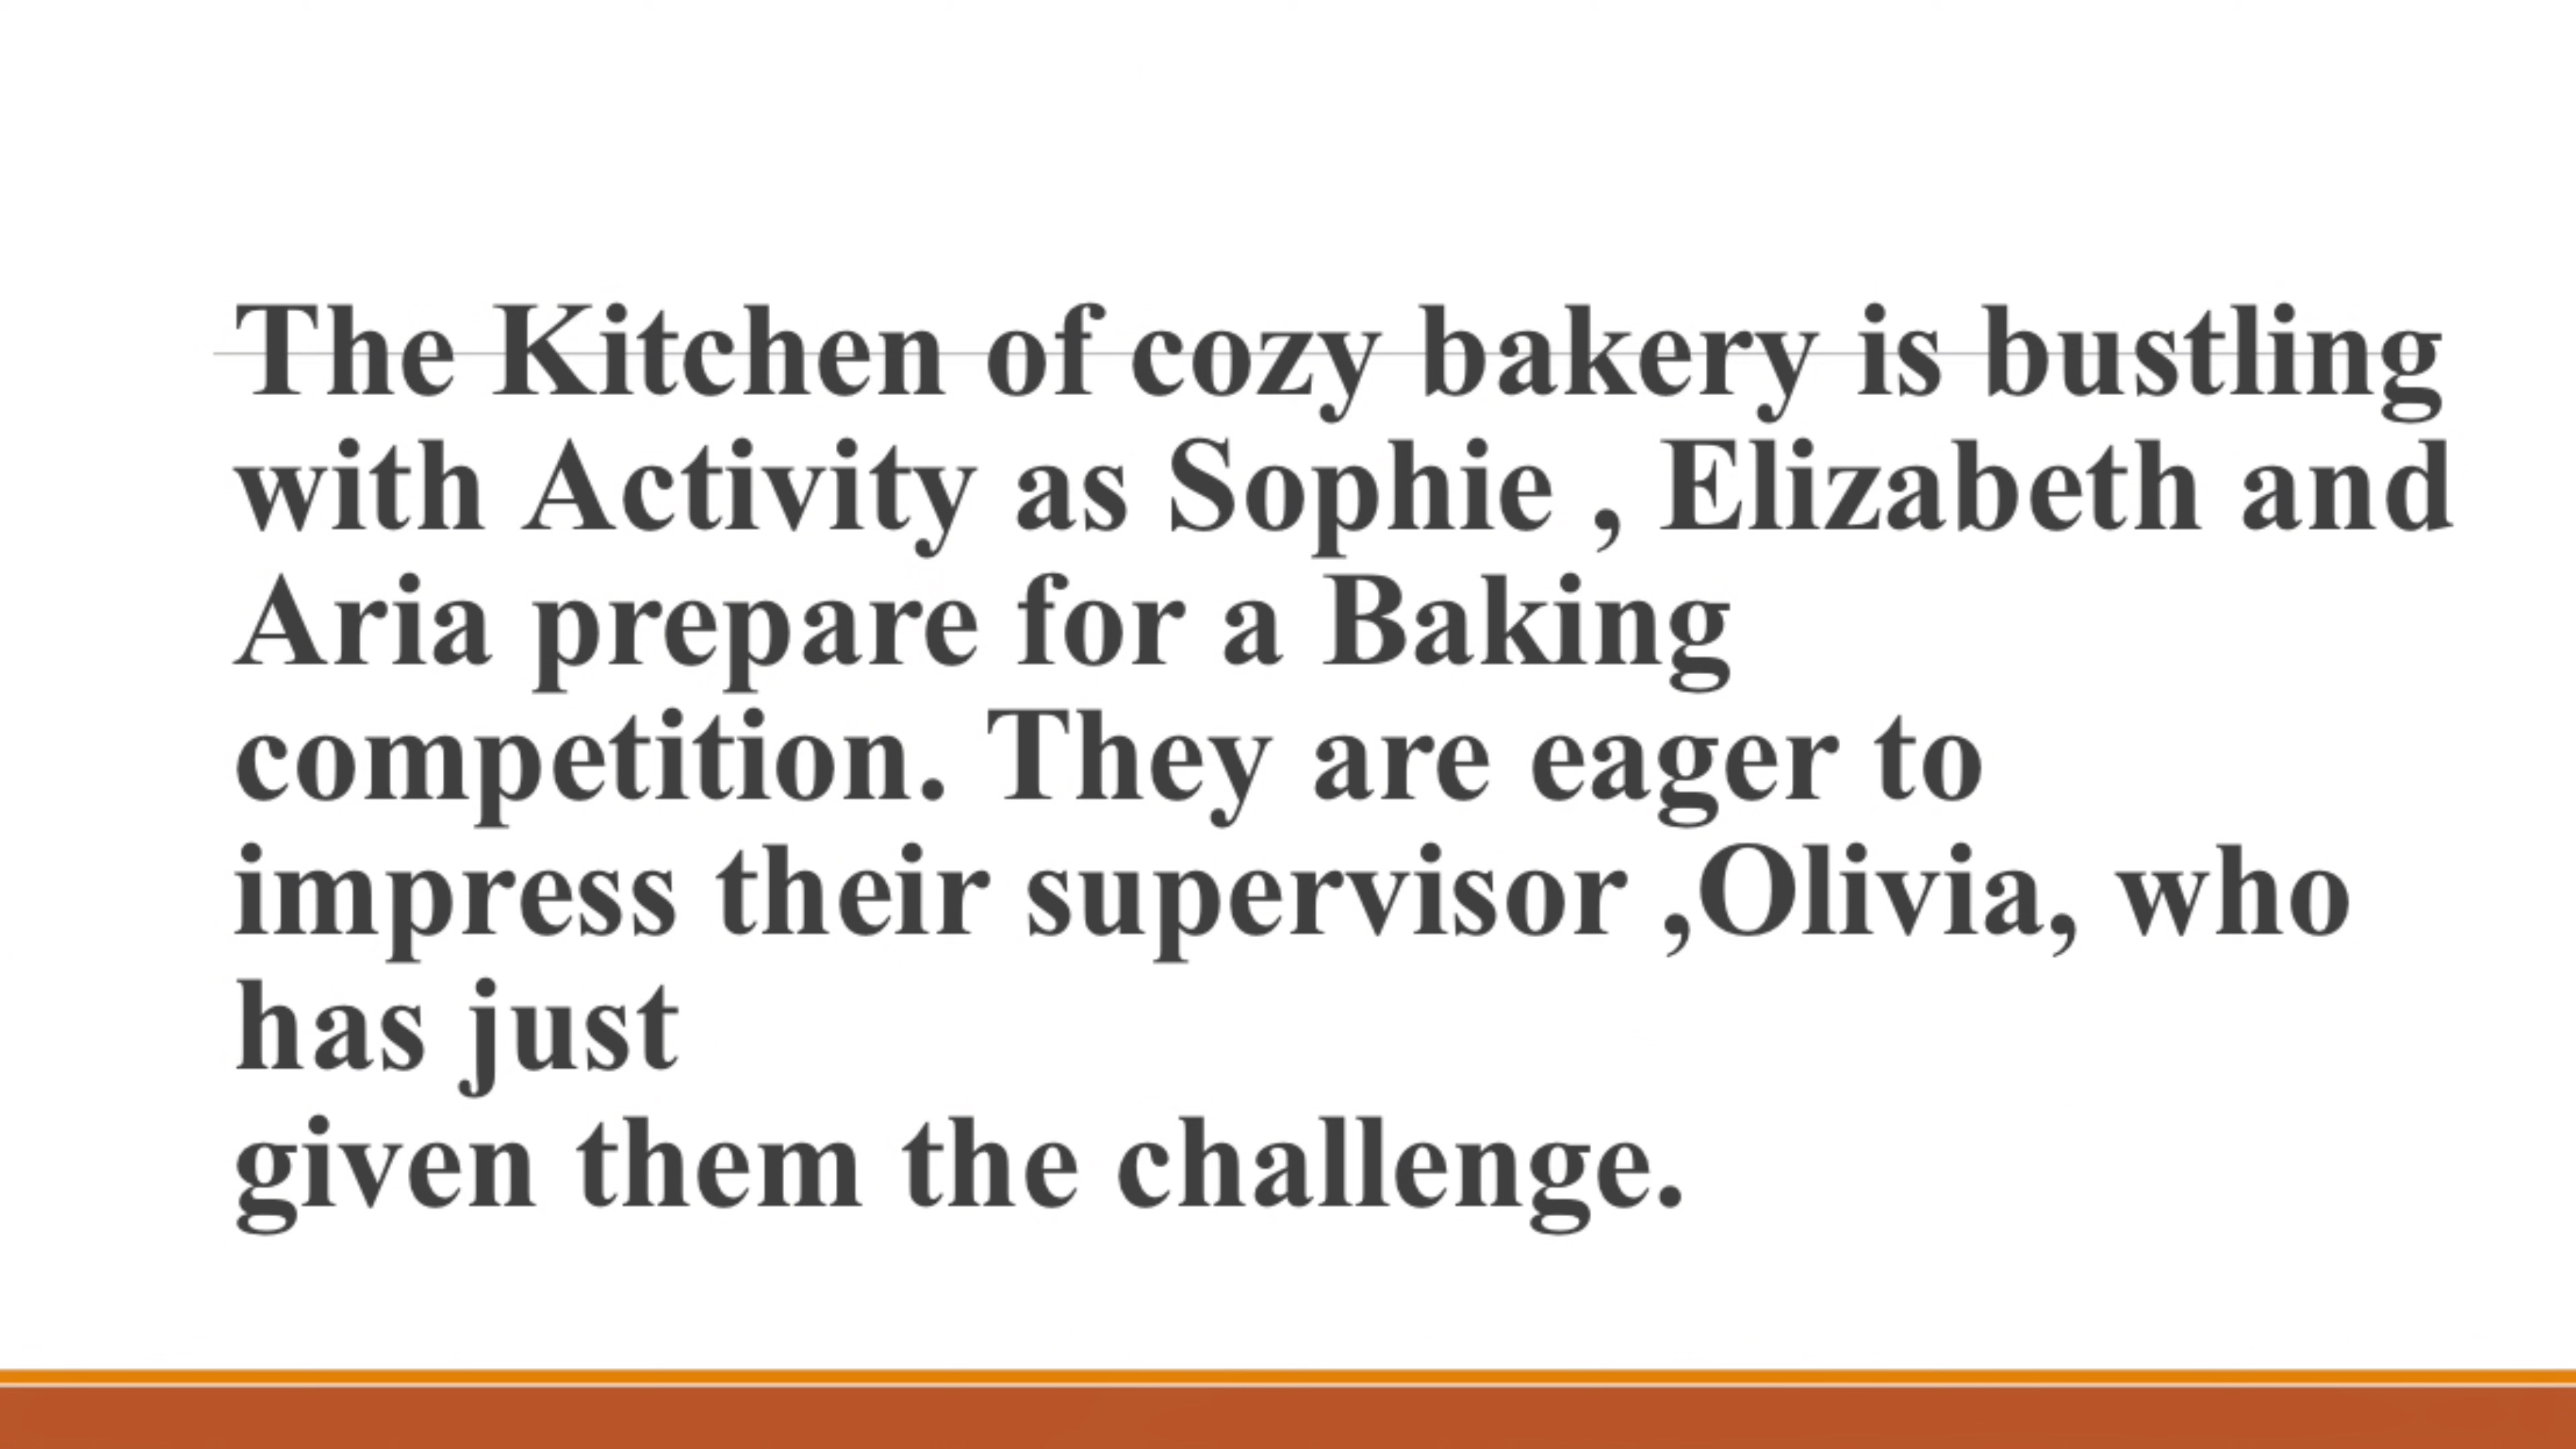 The Kitchen of cozy bakery is bustling
with Activity as Sophie , Elizabeth and
Aria prepare for a Baking
competition. They are eager to
impress their supervisor ,Olivia, who
has just
given them the challenge.